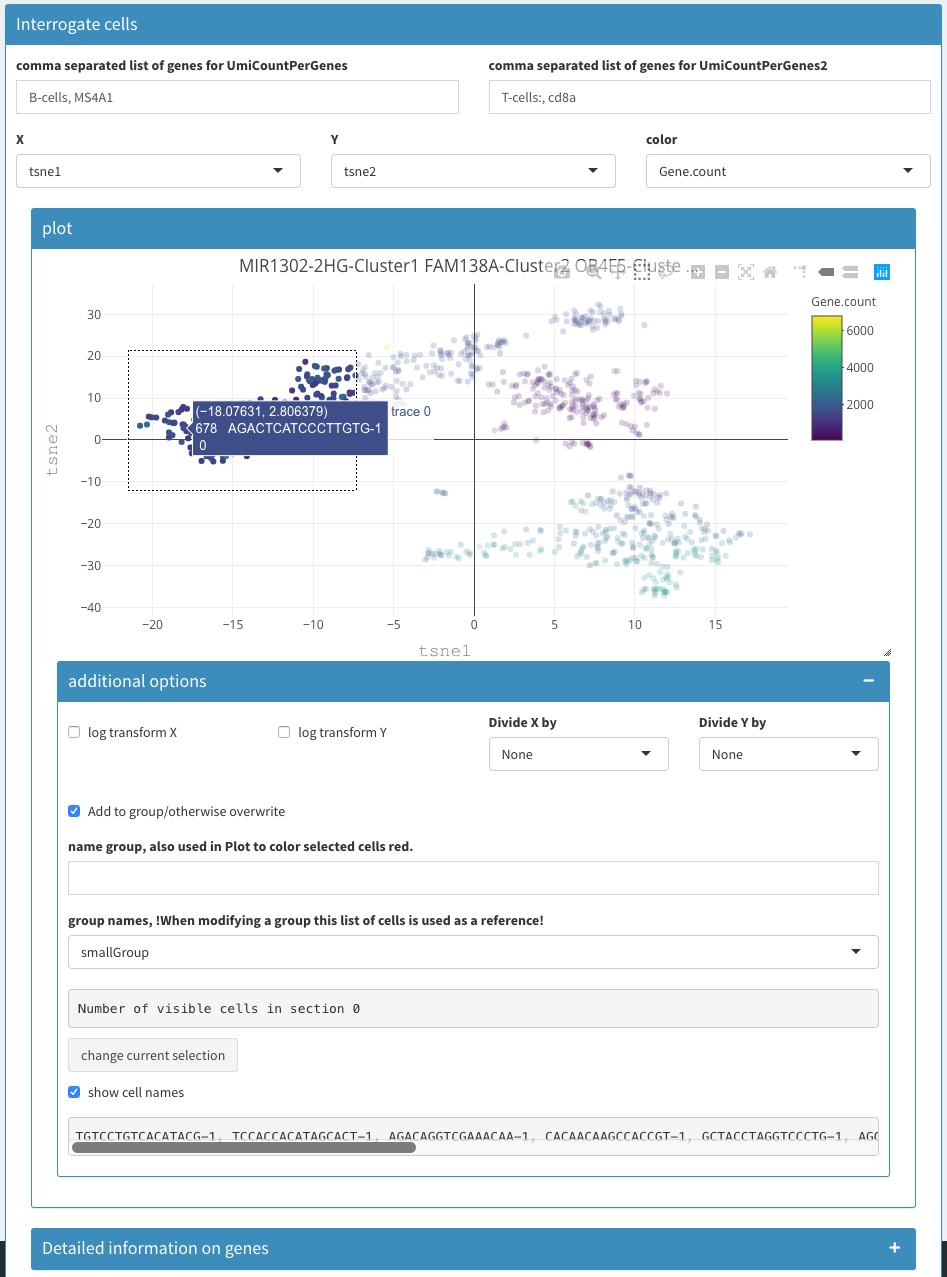 Interrogate cells
comma separated list of genes for UmiCountPerGenes
comma separated list of genes for UmiCountPerGenes2
B-cells, MS4A1
T-cells:, cd8a
X
Y
color
tsne1
tsne2
Gene.count
plot
MIR1302-2HG-Cluster1 FAM138A-Cluster2 OR4F5-Cluste ...
Gene.count
6000
4000
2000
30
20
10
0
−10
−20
−30
−40
tsne2
(−18.07631, 2.806379)
678 AGACTCATCCCTTGTG-1
0
trace 0
−20
−15
−10
−5
0
5
10
15
tsne1
additional options
log transform X
log transform Y
Divide X by
Divide Y by
None
None
Add to group/otherwise overwrite
name group, also used in Plot to color selected cells red.
group names, !When modifying a group this list of cells is used as a reference!
smallGroup
Number of visible cells in section 0
change current selection
show cell names
TGTCCTGTCACATACG-1, TCCACCACATAGCACT-1, AGACAGGTCGAAACAA-1, CACAACAAGCCACCGT-1, GCTACCTAGGTCCCTG-1, AGC
Detailed information on genes